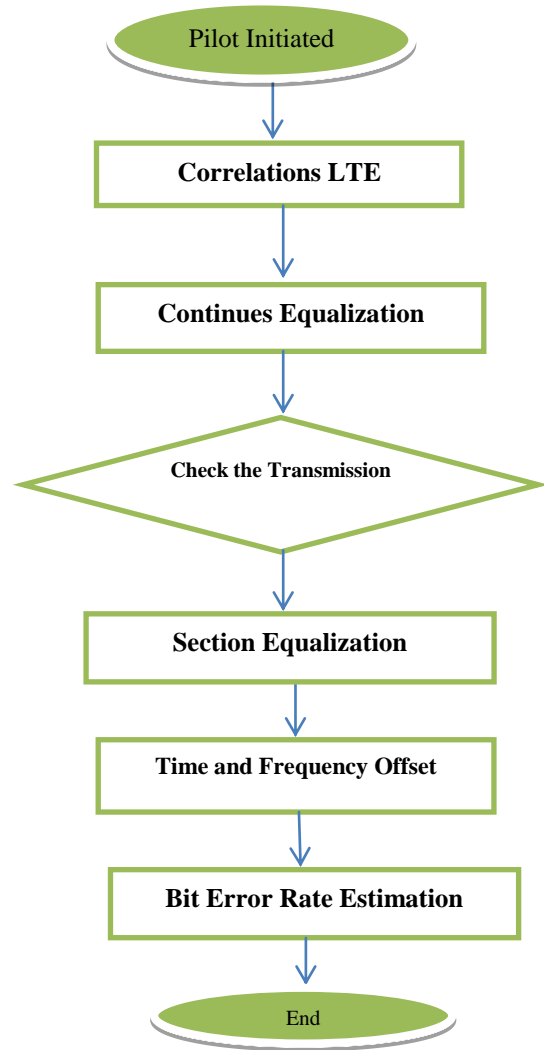 Pilot Initiated
Correlations LTE
Continues Equalization
Check the Transmission
Section Equalization
Time and Frequency Offset
Bit Error Rate Estimation
End